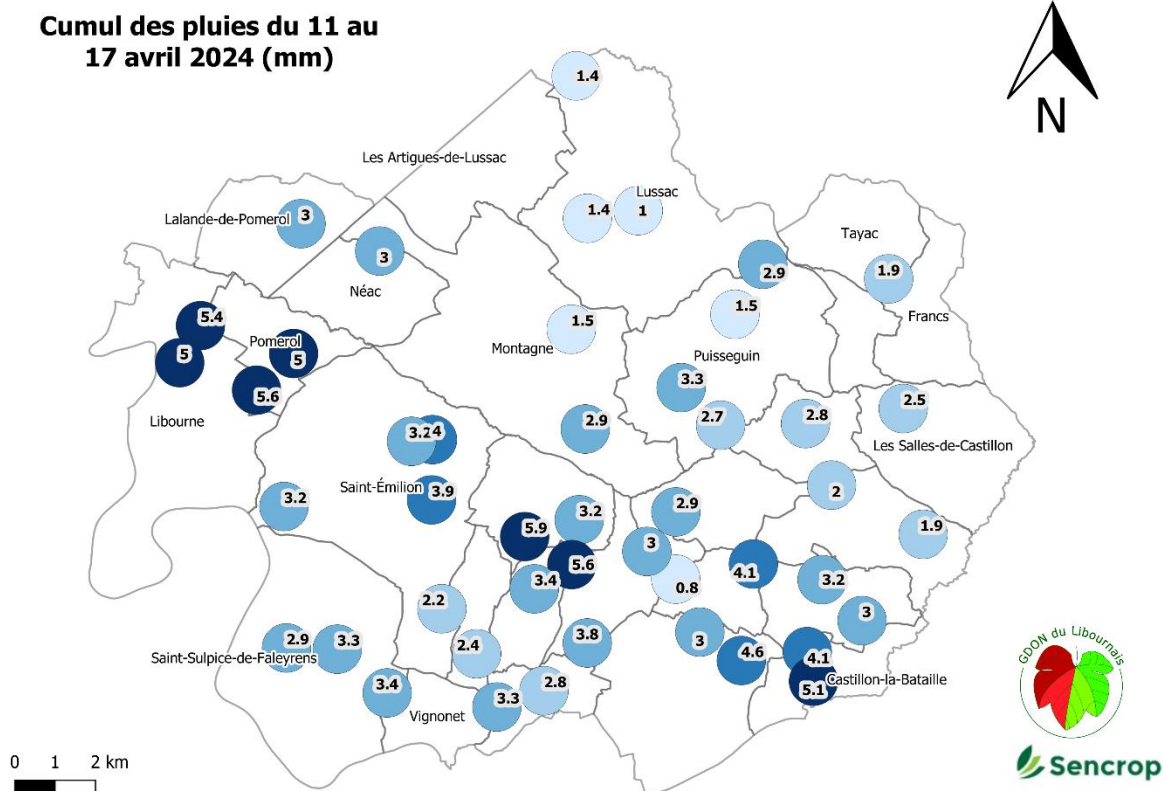 Cumul des pluies du 11 au
17 avril 2024 (mm)
N
1.4
Les Artigues-de-Lussac
Lussac
1.4
1
Lalande-de-Pomerol
3
3
Néac
Tayac
2.9
1.9
Francs
5.4
5
Pomerol
5
5.6
Libourne
1.5
Montagne
1.5
Puisseguin
3.3
2.7
2.8
2.5
Les Salles-de-Castillon
2.9
3.2
4
Saint-Émilion
3.9
3.2
2
1.9
5.9
3.2
5.6
3.4
2.9
3
0.8
4.1
3.2
3
2.2
2.4
3.8
3
4.6
4.1
5.1
Castillon-la-Bataille
2.9
3.3
Saint-Sulpice-de-Faleyrens
3.4
Vignonet
3.3
2.8
GDON du Libournais
Sencrop
0 1 2 km